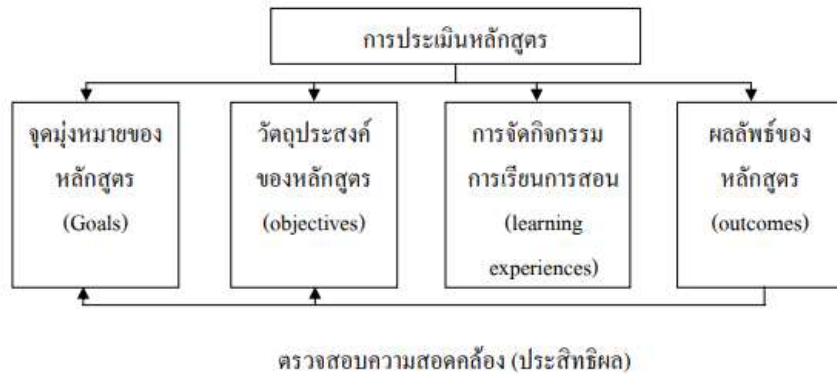 การประเมินหลักสูตร
จุดมุ่งหมายของ
หลักสูตร
(Goals)
วัตถุประสงค์
ของหลักสูตร
(objectives)
การจัดกิจกรรม
การเรียนการสอน
(learning
experiences)
ผลลัพธ์ของ
หลักสูตร
(outcomes)
ตรวจสอบความสอดคล้อง (ประสิทธิผล)